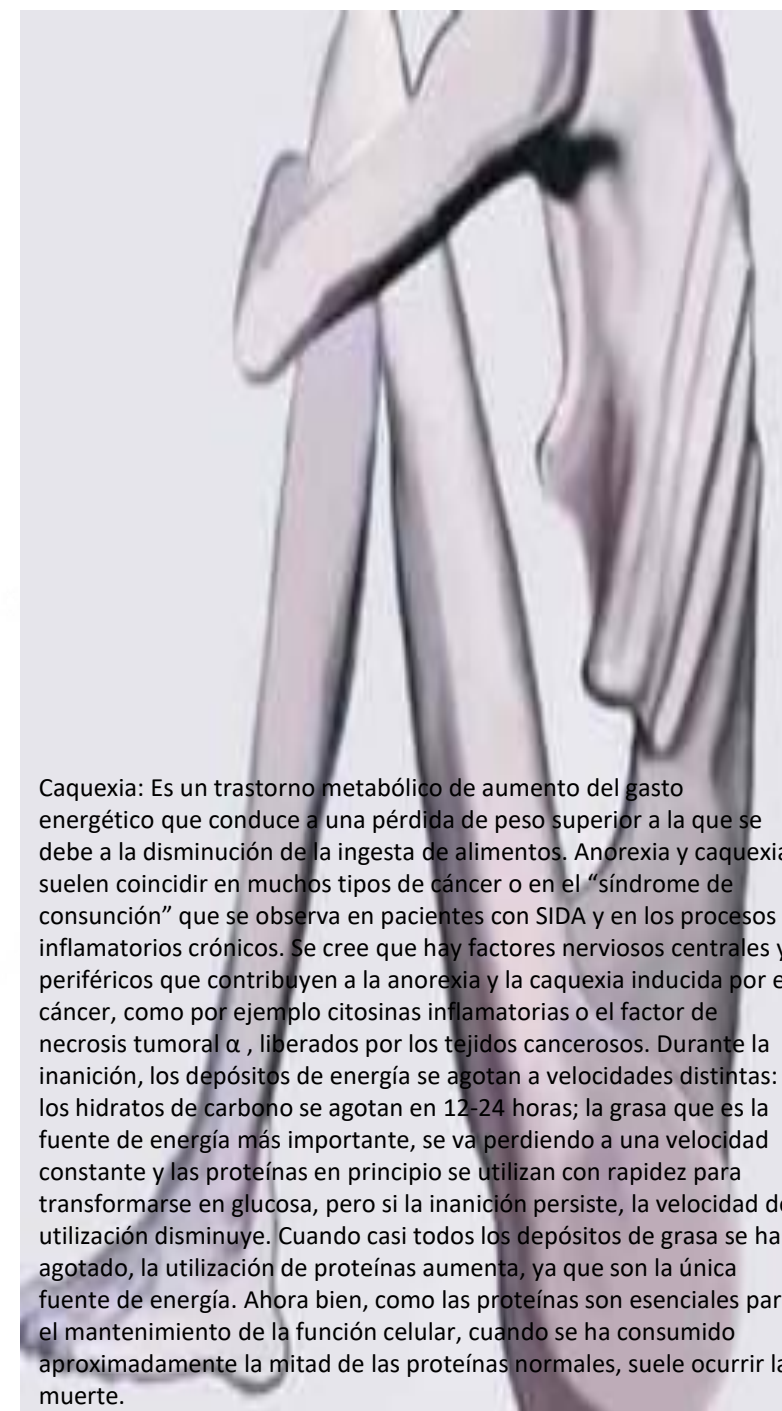 Caquexia: Es un trastorno metabólico de aumento del gasto
energético que conduce a una pérdida de peso superior a la que se
debe a la disminución de la ingesta de alimentos. Anorexia y caquexia
suelen coincidir en muchos tipos de cáncer o en el “síndrome de
consunción” que se observa en pacientes con SIDA y en los procesos
inflamatorios crónicos. Se cree que hay factores nerviosos centrales y
periféricos que contribuyen a la anorexia y la caquexia inducida por e
cáncer, como por ejemplo citosinas inflamatorias o el factor de
necrosis tumoral α , liberados por los tejidos cancerosos. Durante la
inanición, los depósitos de energía se agotan a velocidades distintas:
los hidratos de carbono se agotan en 12-24 horas; la grasa que es la
fuente de energía más importante, se va perdiendo a una velocidad
constante y las proteínas en principio se utilizan con rapidez para
transformarse en glucosa, pero si la inanición persiste, la velocidad de
utilización disminuye. Cuando casi todos los depósitos de grasa se ha
agotado, la utilización de proteínas aumenta, ya que son la única
fuente de energía. Ahora bien, como las proteínas son esenciales par
el mantenimiento de la función celular, cuando se ha consumido
aproximadamente la mitad de las proteínas normales, suele ocurrir la
muerte.